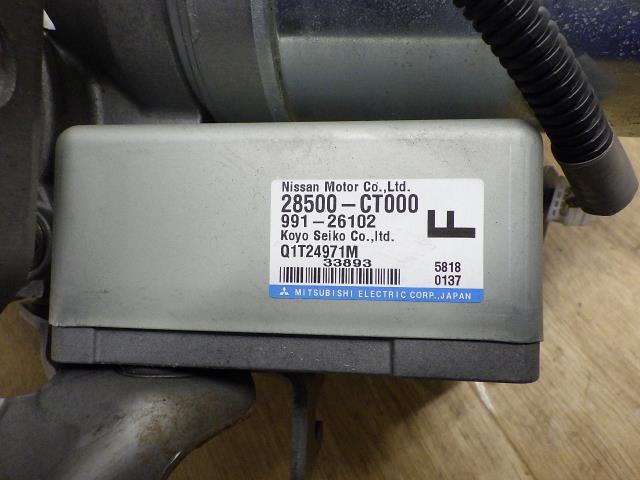 Nissan Motor Co.,Ltd.
28500-CT000
991-26102
F
Koyo Seiko Co.,ltd.
Q1T24971M
33893
5818
0137
MITSUBISHI ELECTRIC CORP.,JAPAN